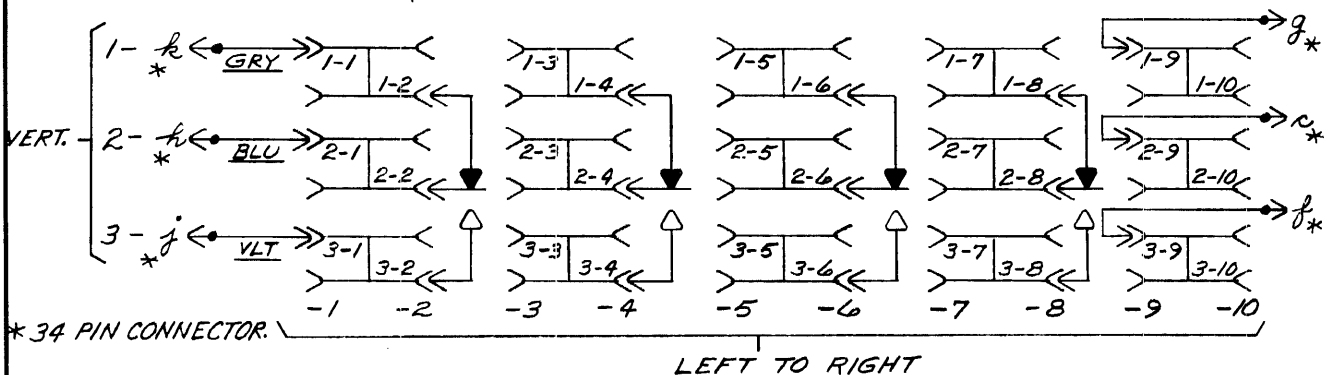 1- k * GRY 1-1 1-3 1-5 1-7 1-9 g*
1-2 1-4 1-6 1-8 1-10
VERT. 2- h * BLU 2-1 2-3 2-5 2-7 2-9 c*
2-2 2-4 2-6 2-8 2-10
3- j * VLT 3-1 3-3 3-5 3-7 3-9 f*
3-2 3-4 3-6 3-8 3-10
-1 -2 -3 -4 -5 -6 -7 -8 -9 -10
* 34 PIN CONNECTOR.
LEFT TO RIGHT